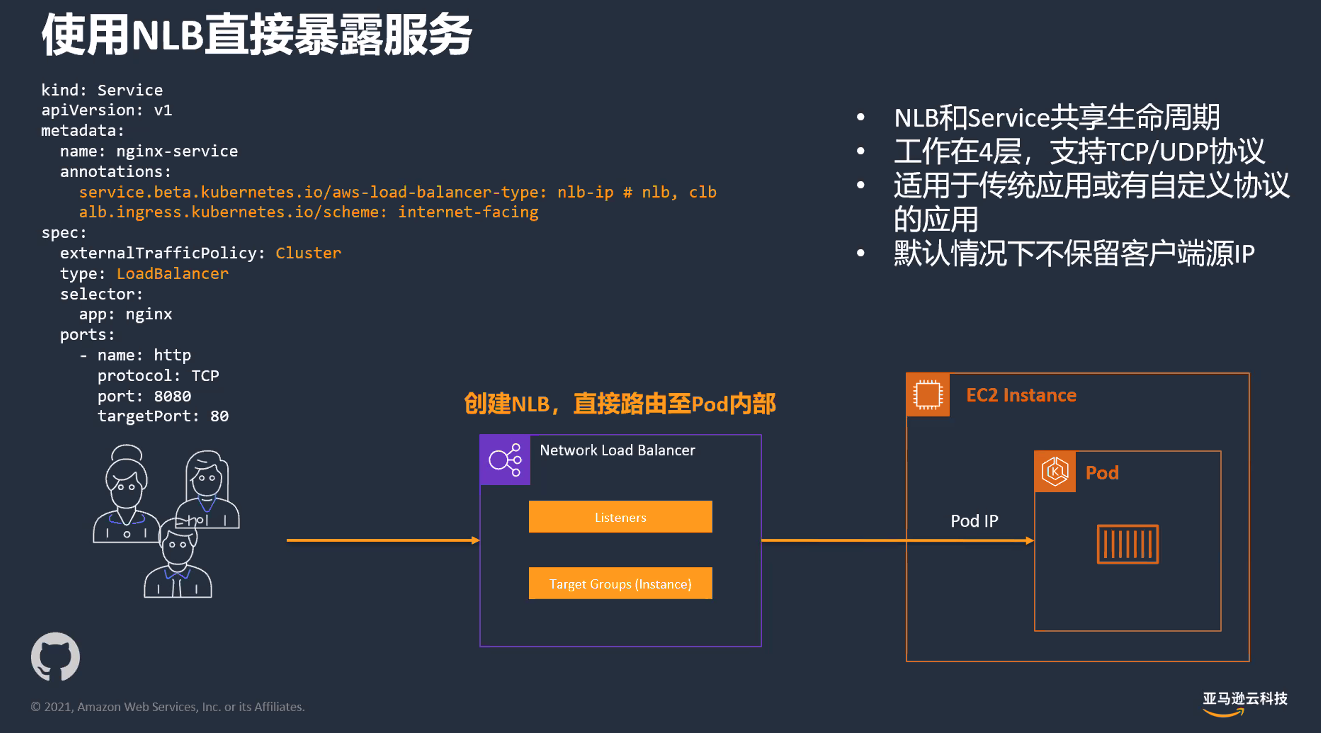 使用NLB直接暴露服务
kind: Service
apiVersion: v1
metadata:
  name: nginx-service
  annotations:
    service.beta.kubernetes.io/aws-load-balancer-type: nlb-ip # nlb, clb
    alb.ingress.kubernetes.io/scheme: internet-facing
spec:
  externalTrafficPolicy: Cluster
  type: LoadBalancer
  selector:
    app: nginx
  ports:
    - name: http
      protocol: TCP
      port: 8080
      targetPort: 80
• NLB和Service共享生命周期
• 工作在4层，支持TCP/UDP协议
• 适用于传统应用或有自定义协议
的应用
• 默认情况下不保留客户端源IP
创建NLB，直接路由至Pod内部
Network Load Balancer
Listeners
Target Groups (Instance)
Pod IP
EC2 Instance
Pod
K
© 2021, Amazon Web Services, Inc. or its Affiliates.
亚马逊云科技